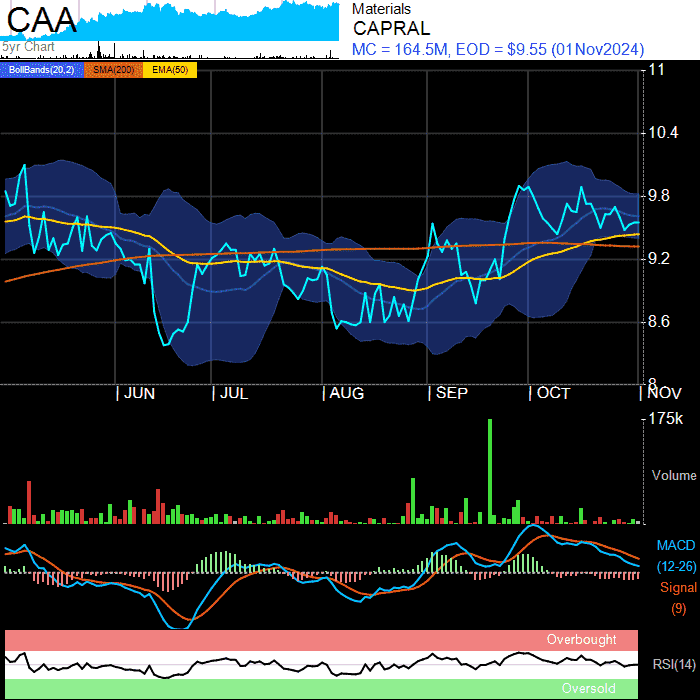 CAA
5yr Chart
Materials
CAPRAL
MC = 164.5M, EOD = $9.55 (01Nov2024)
BollBands(20,2) SMA(200) EMA(50)
11
10.4
9.8
9.2
8.6
8
JUN JUL AUG SEP OCT NOV
175k
Volume
MACD
(12-26)
Signal
(9)
Overbought
RSI(14)
Oversold